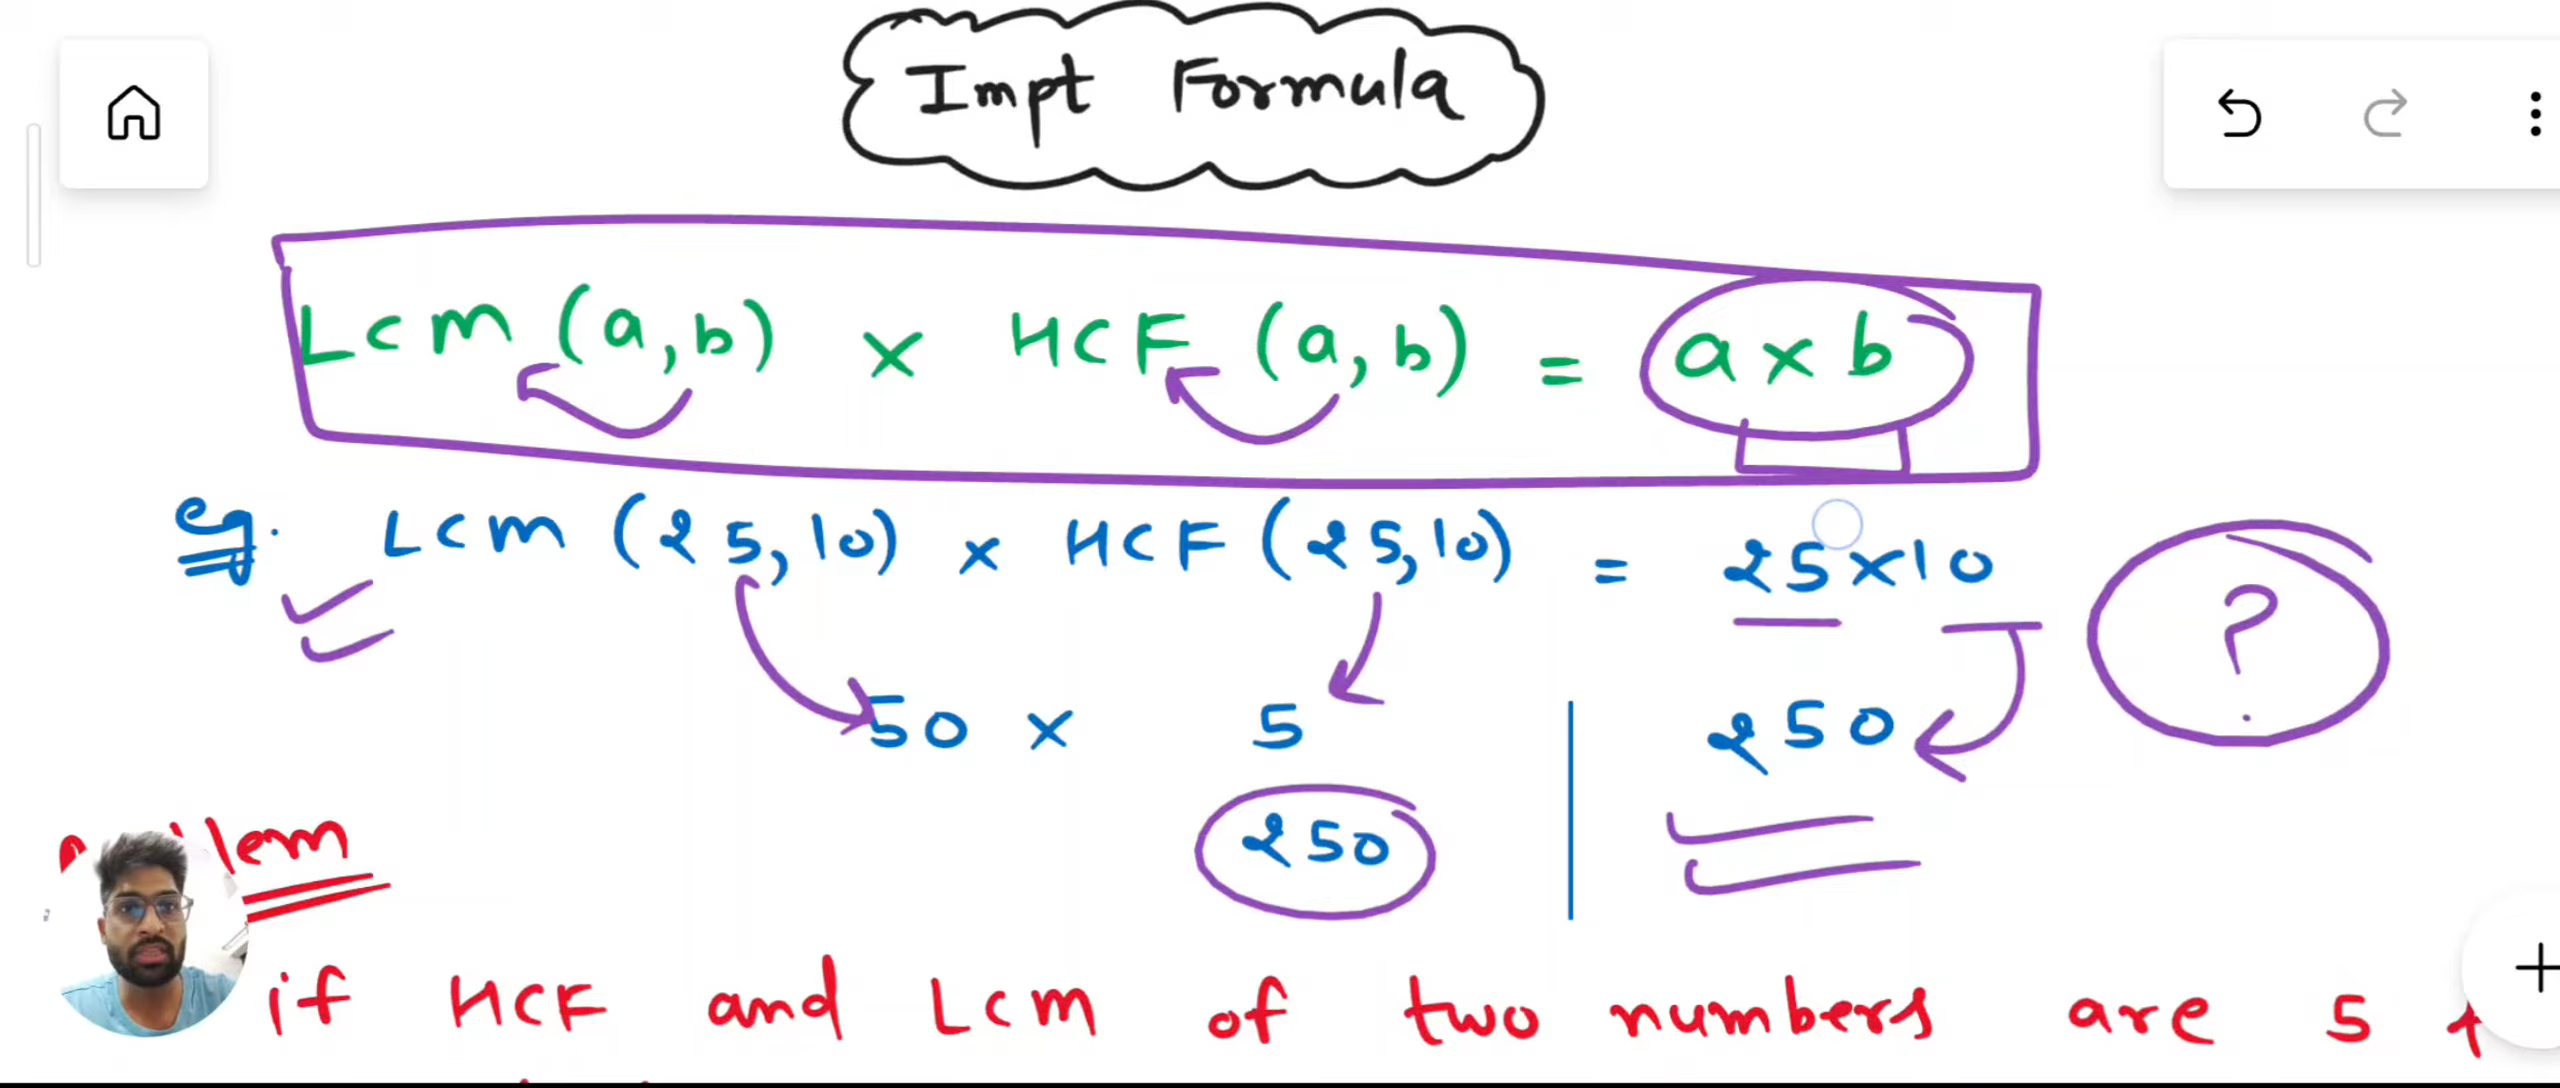 Impt Formula
Lcm (a,b) × HCF (a,b) = a×b
eg. Lcm (25,10) × HCF (25,10) = 25×10
?
50 × 5 250
250
if HCF and Lcm of two numbers are 5